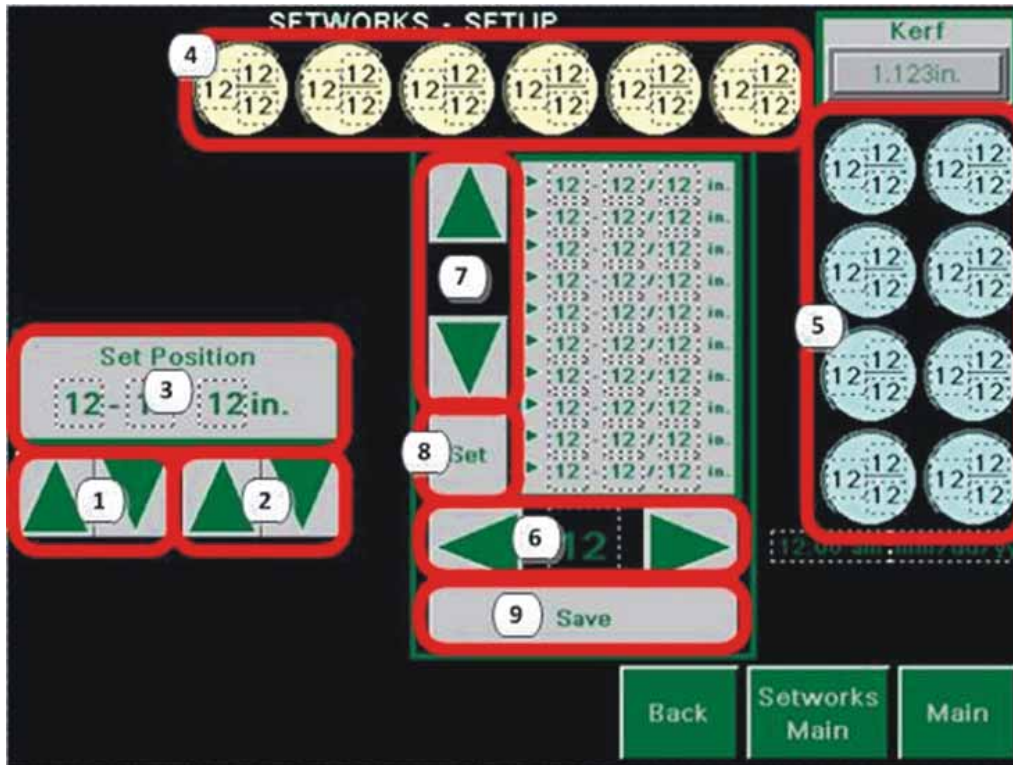 SETWORKS - SETUP
Kerf
1.123in.
4
12 12/12 12 12/12 12 12/12 12 12/12 12 12/12 12 12/12
12 12/12 12 12/12
12 12/12 12 12/12
5
12 12/12 12 12/12
12 12/12 12 12/12
7
12 - 12 / 12 in.
12 - 12 / 12 in.
12 - 12 / 12 in.
12 - 12 / 12 in.
12 - 12 / 12 in.
12 - 12 / 12 in.
12 - 12 / 12 in.
12 - 12 / 12 in.
12 - 12 / 12 in.
12 - 12 / 12 in.
Set Position
12- 3 12in.
8 Set
1 2
6 12
9 Save
Back
Setworks
Main
Main